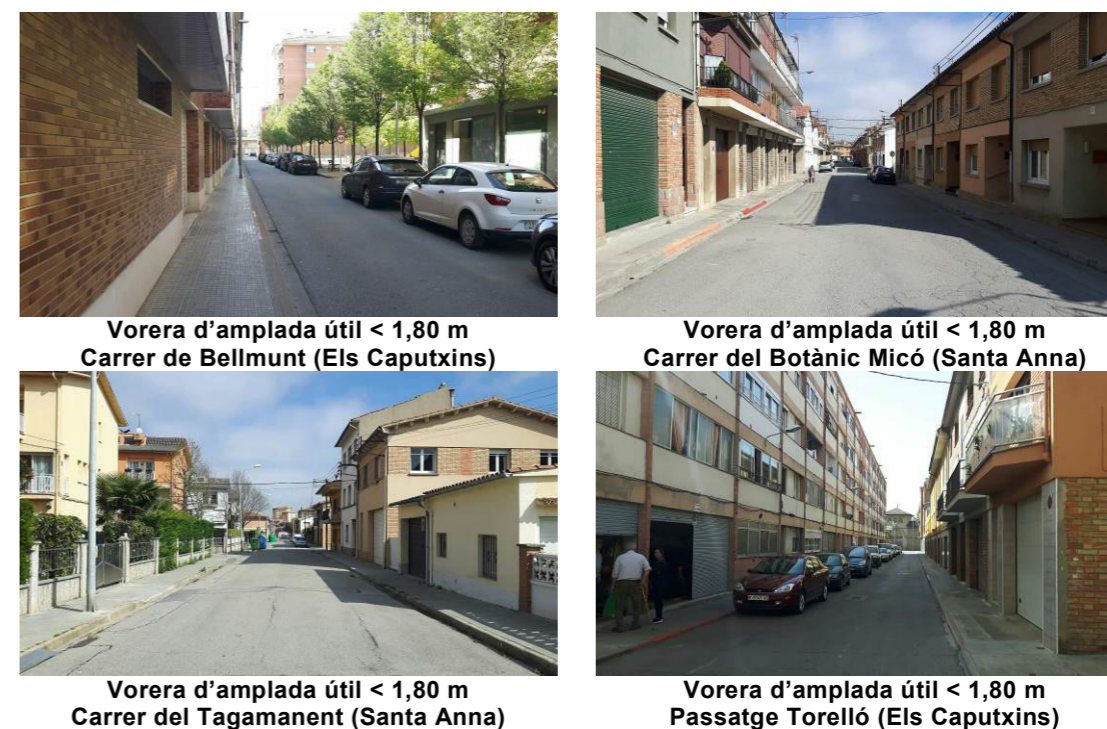 Vorera d’amplada útil < 1,80 m
Carrer de Bellmunt (Els Caputxins)
Vorera d’amplada útil < 1,80 m
Carrer del Botànic Micó (Santa Anna)
Vorera d’amplada útil < 1,80 m
Carrer del Tagamanent (Santa Anna)
Vorera d’amplada útil < 1,80 m
Passatge Torelló (Els Caputxins)